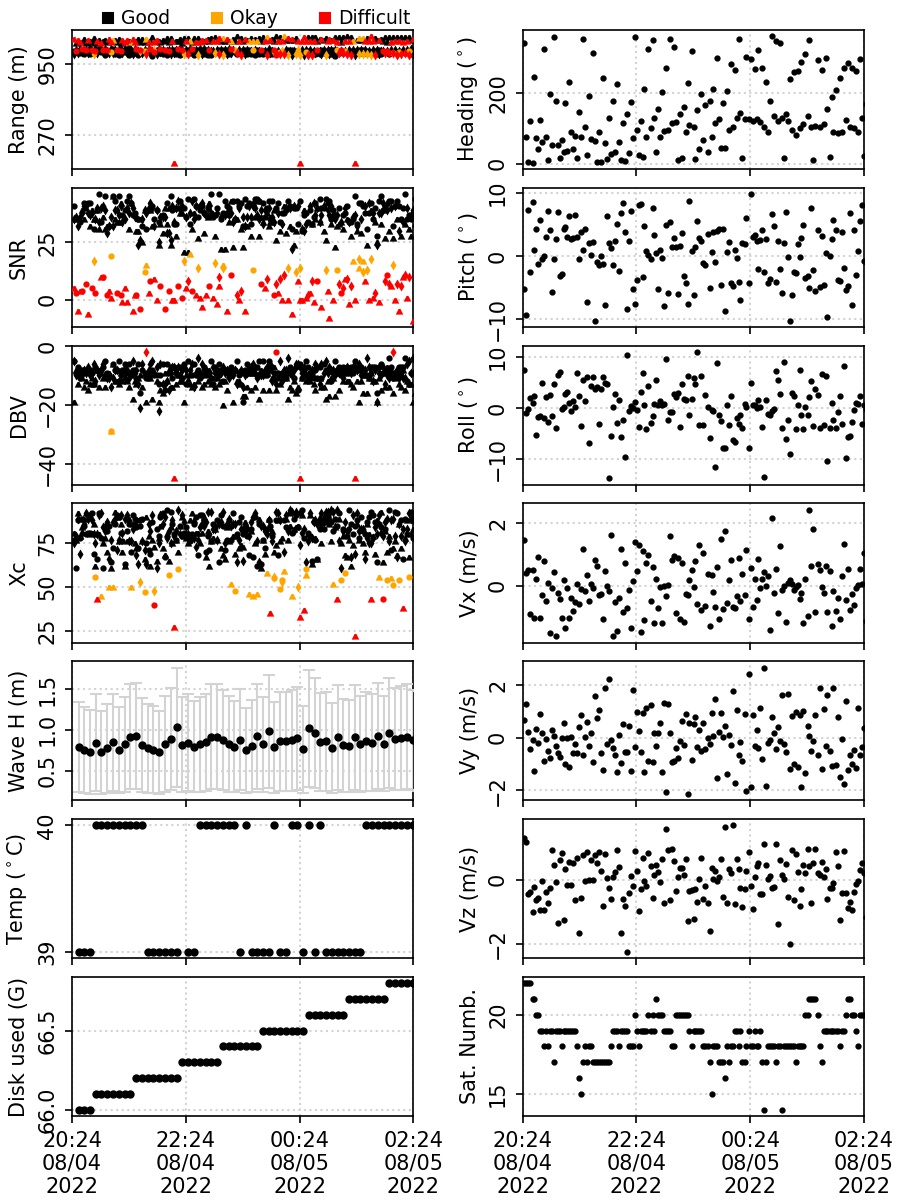 Good Okay Difficult
Range (m)
950
270
Heading (°)
200
0
SNR
25
0
Pitch (°)
10
0
−10
DBV
0
−20
−40
Roll (°)
10
0
−10
Xc
75
50
25
Vx (m/s)
2
0
Wave H (m)
1.5
1.0
0.5
Vy (m/s)
2
0
−2
Temp (°C)
40
39
Vz (m/s)
0
−2
Disk used (G)
66.5
66.0
Sat. Numb.
20
15
20:24 22:24 00:24 02:24
08/04 08/04 08/05 08/05
2022 2022 2022 2022
20:24 22:24 00:24 02:24
08/04 08/04 08/05 08/05
2022 2022 2022 2022